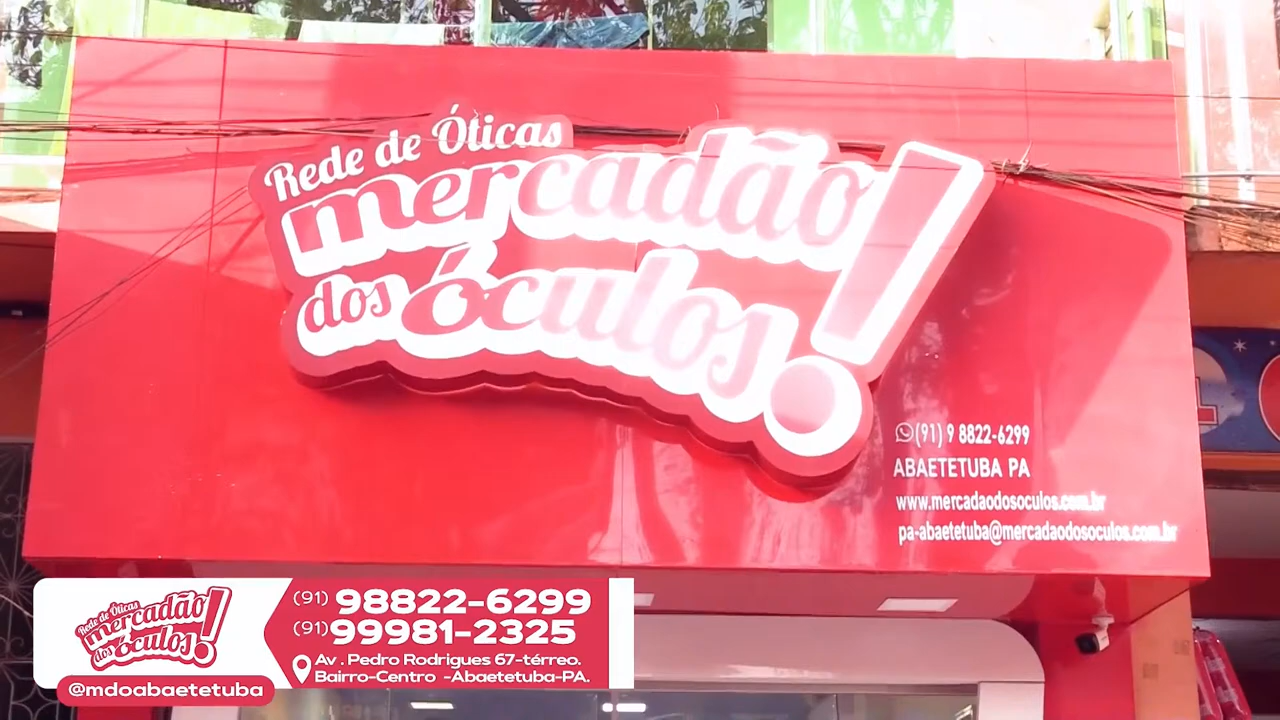 Rede de Óticas
mercadão
dos óculos!
(91) 9 8822-6299
ABAETETUBA PA
www.mercadaodosoculos.com.br
pa-abaetetuba@mercadaodosoculos.com.br
Rede de Óticas
mercadão
dos óculos!
@mdoabaetetuba
(91) 98822-6299
(91) 99981-2325
Av . Pedro Rodrigues 67-térreo.
Bairro-Centro -Abaetetuba-PA.